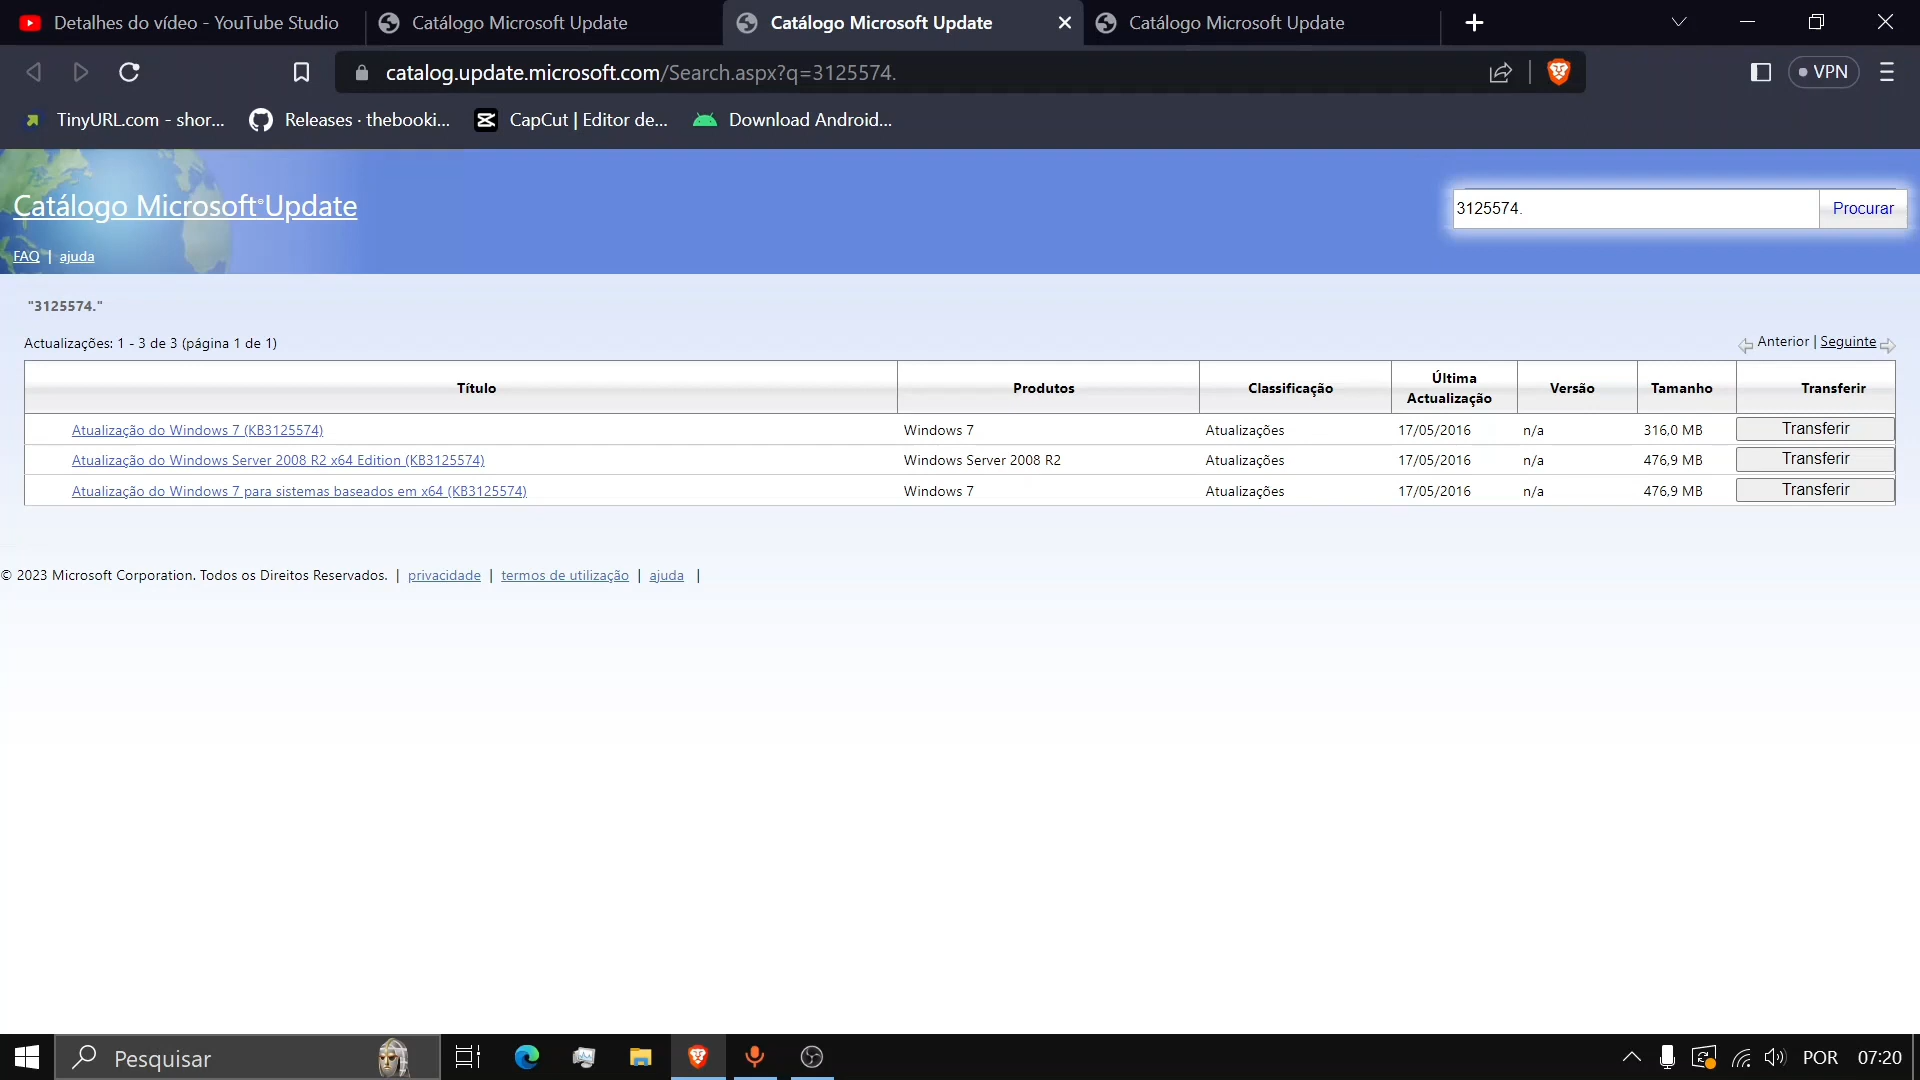 Detalhes do vídeo - YouTube Studio
Catálogo Microsoft Update
Catálogo Microsoft Update
Catálogo Microsoft Update
catalog.update.microsoft.com/Search.aspx?q=3125574.
VPN
TinyURL.com - shor...
Releases · thebooki...
CapCut | Editor de...
Download Android...
Catálogo Microsoft®Update
3125574.
Procurar
FAQ | ajuda
"3125574."
Actualizações: 1 - 3 de 3 (página 1 de 1)
Anterior | Seguinte
Título Produtos Classificação Última Actualização Versão Tamanho Transferir
Atualização do Windows 7 (KB3125574) Windows 7 Atualizações 17/05/2016 n/a 316,0 MB Transferir
Atualização do Windows Server 2008 R2 x64 Edition (KB3125574) Windows Server 2008 R2 Atualizações 17/05/2016 n/a 476,9 MB Transferir
Atualização do Windows 7 para sistemas baseados em x64 (KB3125574) Windows 7 Atualizações 17/05/2016 n/a 476,9 MB Transferir
© 2023 Microsoft Corporation. Todos os Direitos Reservados. | privacidade | termos de utilização | ajuda |
Pesquisar
POR
07:20